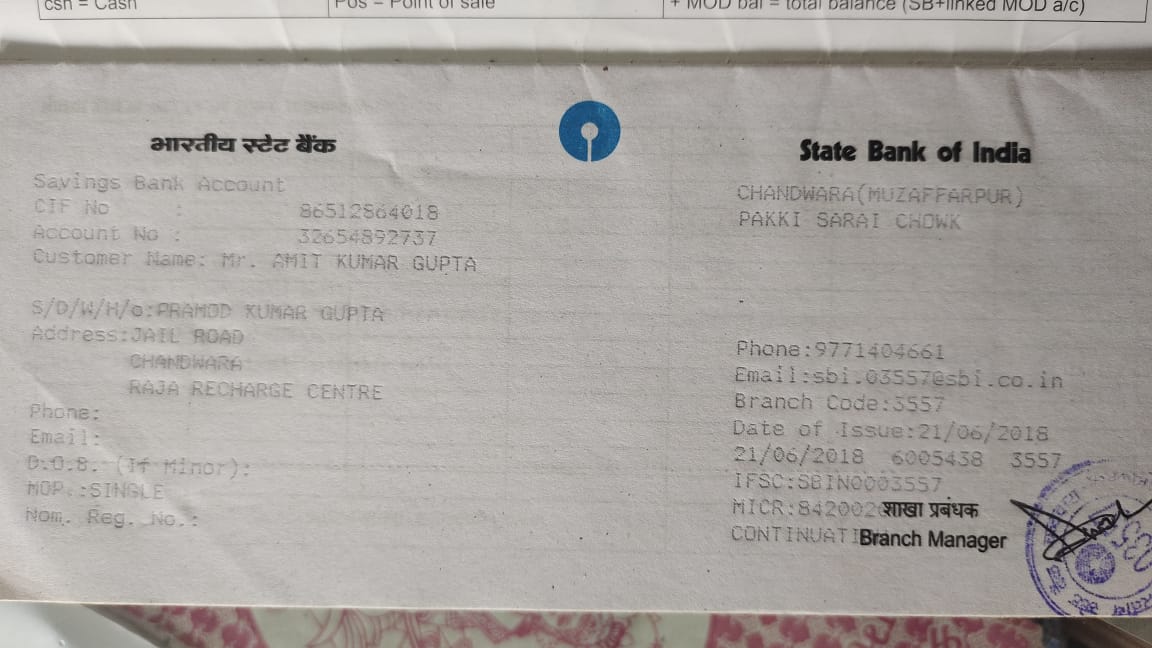 csh = Cash
Pos = Point of sale
+ MOD bal = total balance (SB+linked MOD a/c)
भारतीय स्टेट बैंक
State Bank of India
Savings Bank Account
CIF No : 86512864018
Account No : 32654892737
Customer Name: Mr. AMIT KUMAR GUPTA
S/D/W/H/o:PRAMOD KUMAR GUPTA
Address:JAIL ROAD
CHANDWARA
RAJA RECHARGE CENTRE
Phone:
Email:
D.O.B. (If Minor):
MOP.:SINGLE
Nom. Reg. No.:
CHANDWARA(MUZAFFARPUR)
PAKKI SARAI CHOWK
Phone:9771404661
Email:sbi.03557@sbi.co.in
Branch Code:3557
Date of Issue:21/06/2018
21/06/2018 6005438 3557
IFSC:SBIN0003557
MICR:842002 शाखा प्रबंधक
Branch Manager